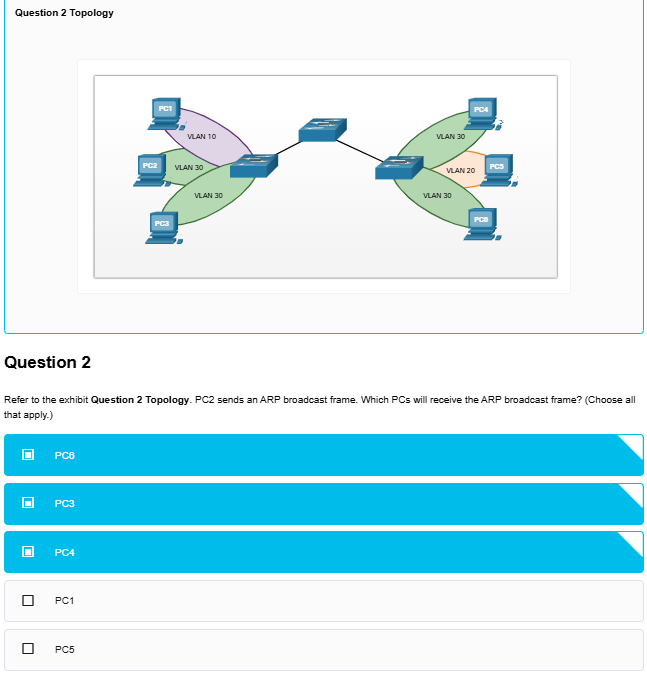 Question 2 Topology
PC1
VLAN 10
PC4
VLAN 30
PC2
VLAN 30
VLAN 20
PC5
VLAN 30
VLAN 30
PC3
PC6
Question 2
Refer to the exhibit Question 2 Topology. PC2 sends an ARP broadcast frame. Which PCs will receive the ARP broadcast frame? (Choose all
that apply.)
PC6
PC3
PC4
PC1
PC5